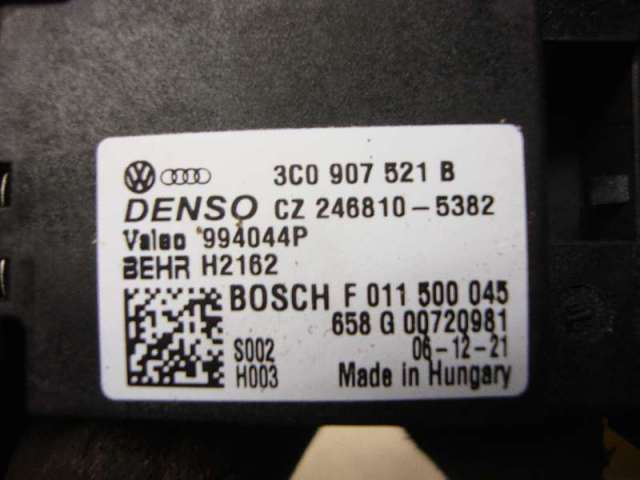 3C0 907 521 B
DENSO CZ 246810-5382
Valeo 994044P
BEHR H2162
BOSCH F 011 500 045
658 G 00720981
S002 06-12-21
H003 Made in Hungary